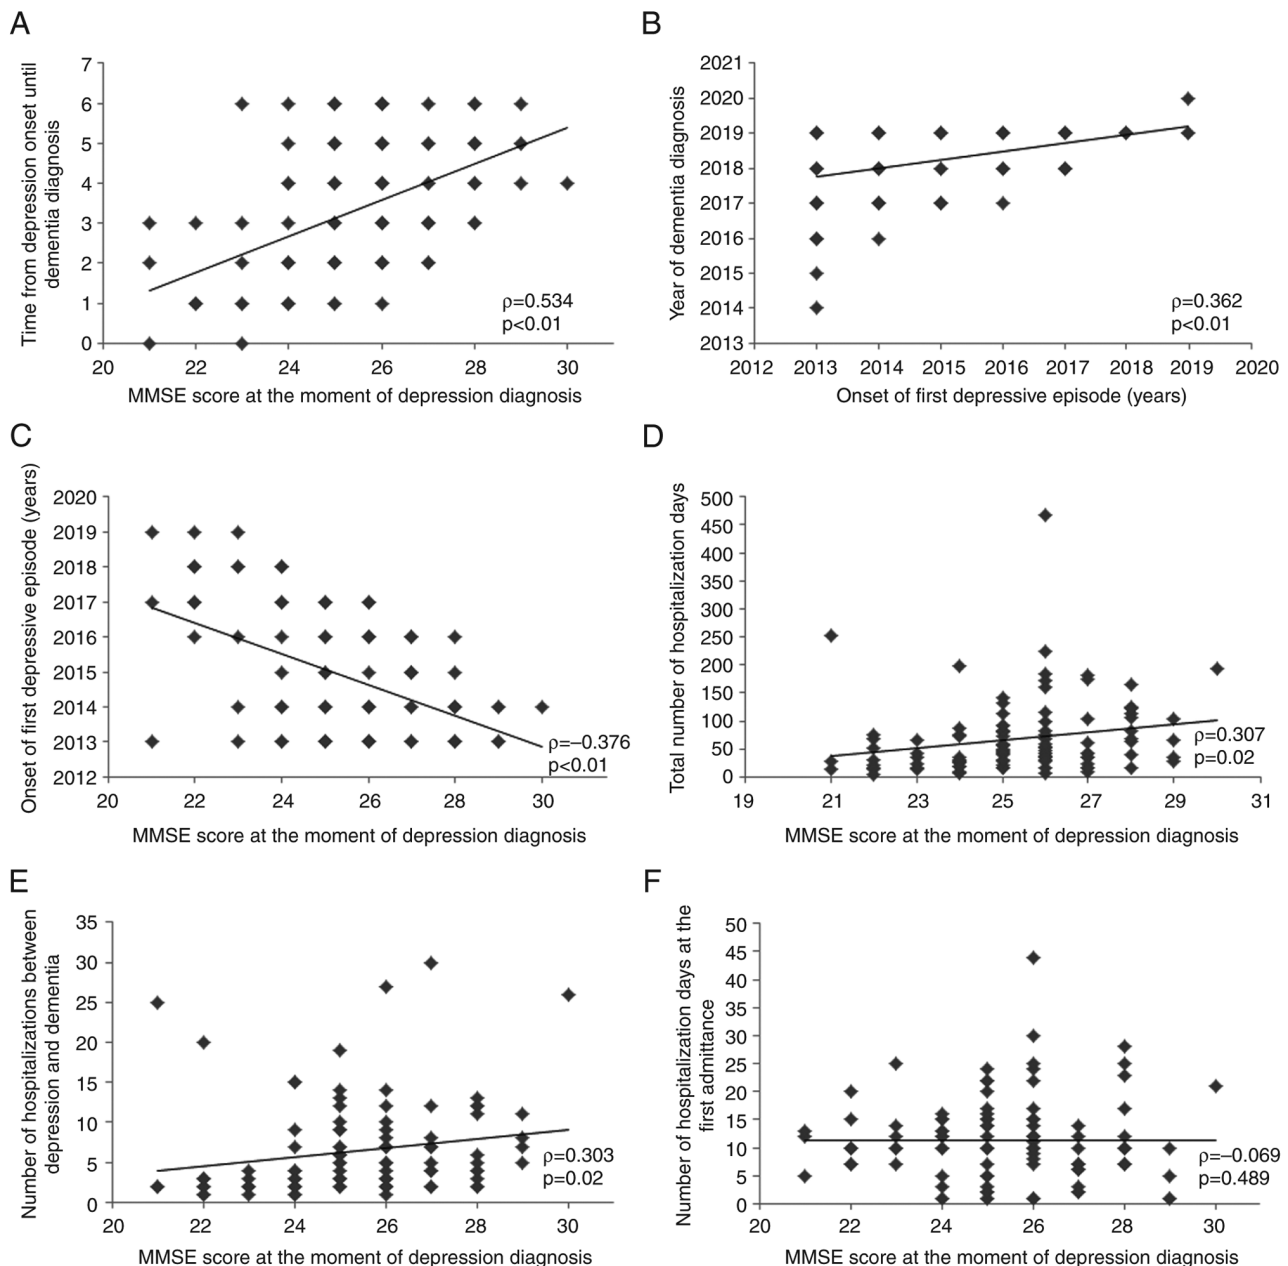 A
Time from depression onset until
dementia diagnosis
7
6
5
4
3
2
1
0
20 22 24 26 28 30
MMSE score at the moment of depression diagnosis
ρ=0.534
p<0.01
B
Year of dementia diagnosis
2021
2020
2019
2018
2017
2016
2015
2014
2013
2012 2013 2014 2015 2016 2017 2018 2019 2020
Onset of first depressive episode (years)
ρ=0.362
p<0.01
C
Onset of first depressive episode (years)
2020
2019
2018
2017
2016
2015
2014
2013
2012
20 22 24 26 28 30
MMSE score at the moment of depression diagnosis
ρ=−0.376
p<0.01
D
Total number of hospitalization days
500
450
400
350
300
250
200
150
100
50
0
19 21 23 25 27 29 31
MMSE score at the moment of depression diagnosis
ρ=0.307
p=0.02
E
Number of hospitalizations between
depression and dementia
35
30
25
20
15
10
5
0
20 22 24 26 28 30
MMSE score at the moment of depression diagnosis
ρ=0.303
p=0.02
F
Number of hospitalization days at the
first admittance
50
45
40
35
30
25
20
15
10
5
0
20 22 24 26 28 30
MMSE score at the moment of depression diagnosis
ρ=−0.069
p=0.489